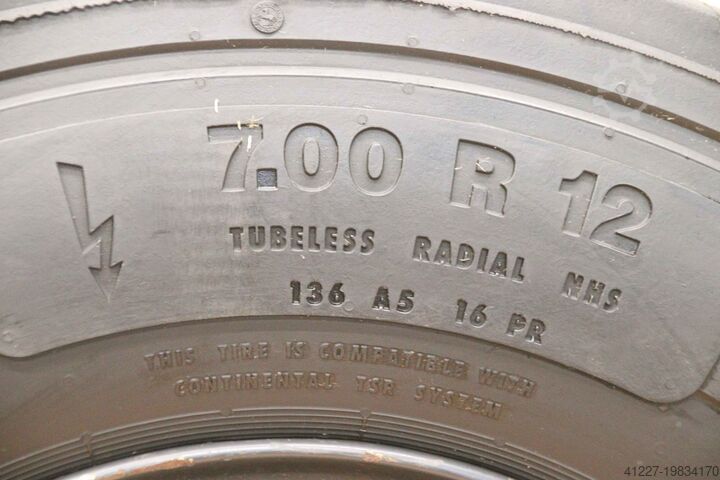 7.00 R 12
TUBELESS RADIAL NHS
136 A5 16 PR
THIS TIRE IS COMPATIBLE WITH
CONTINENTAL TSR SYSTEM
41227-19834170